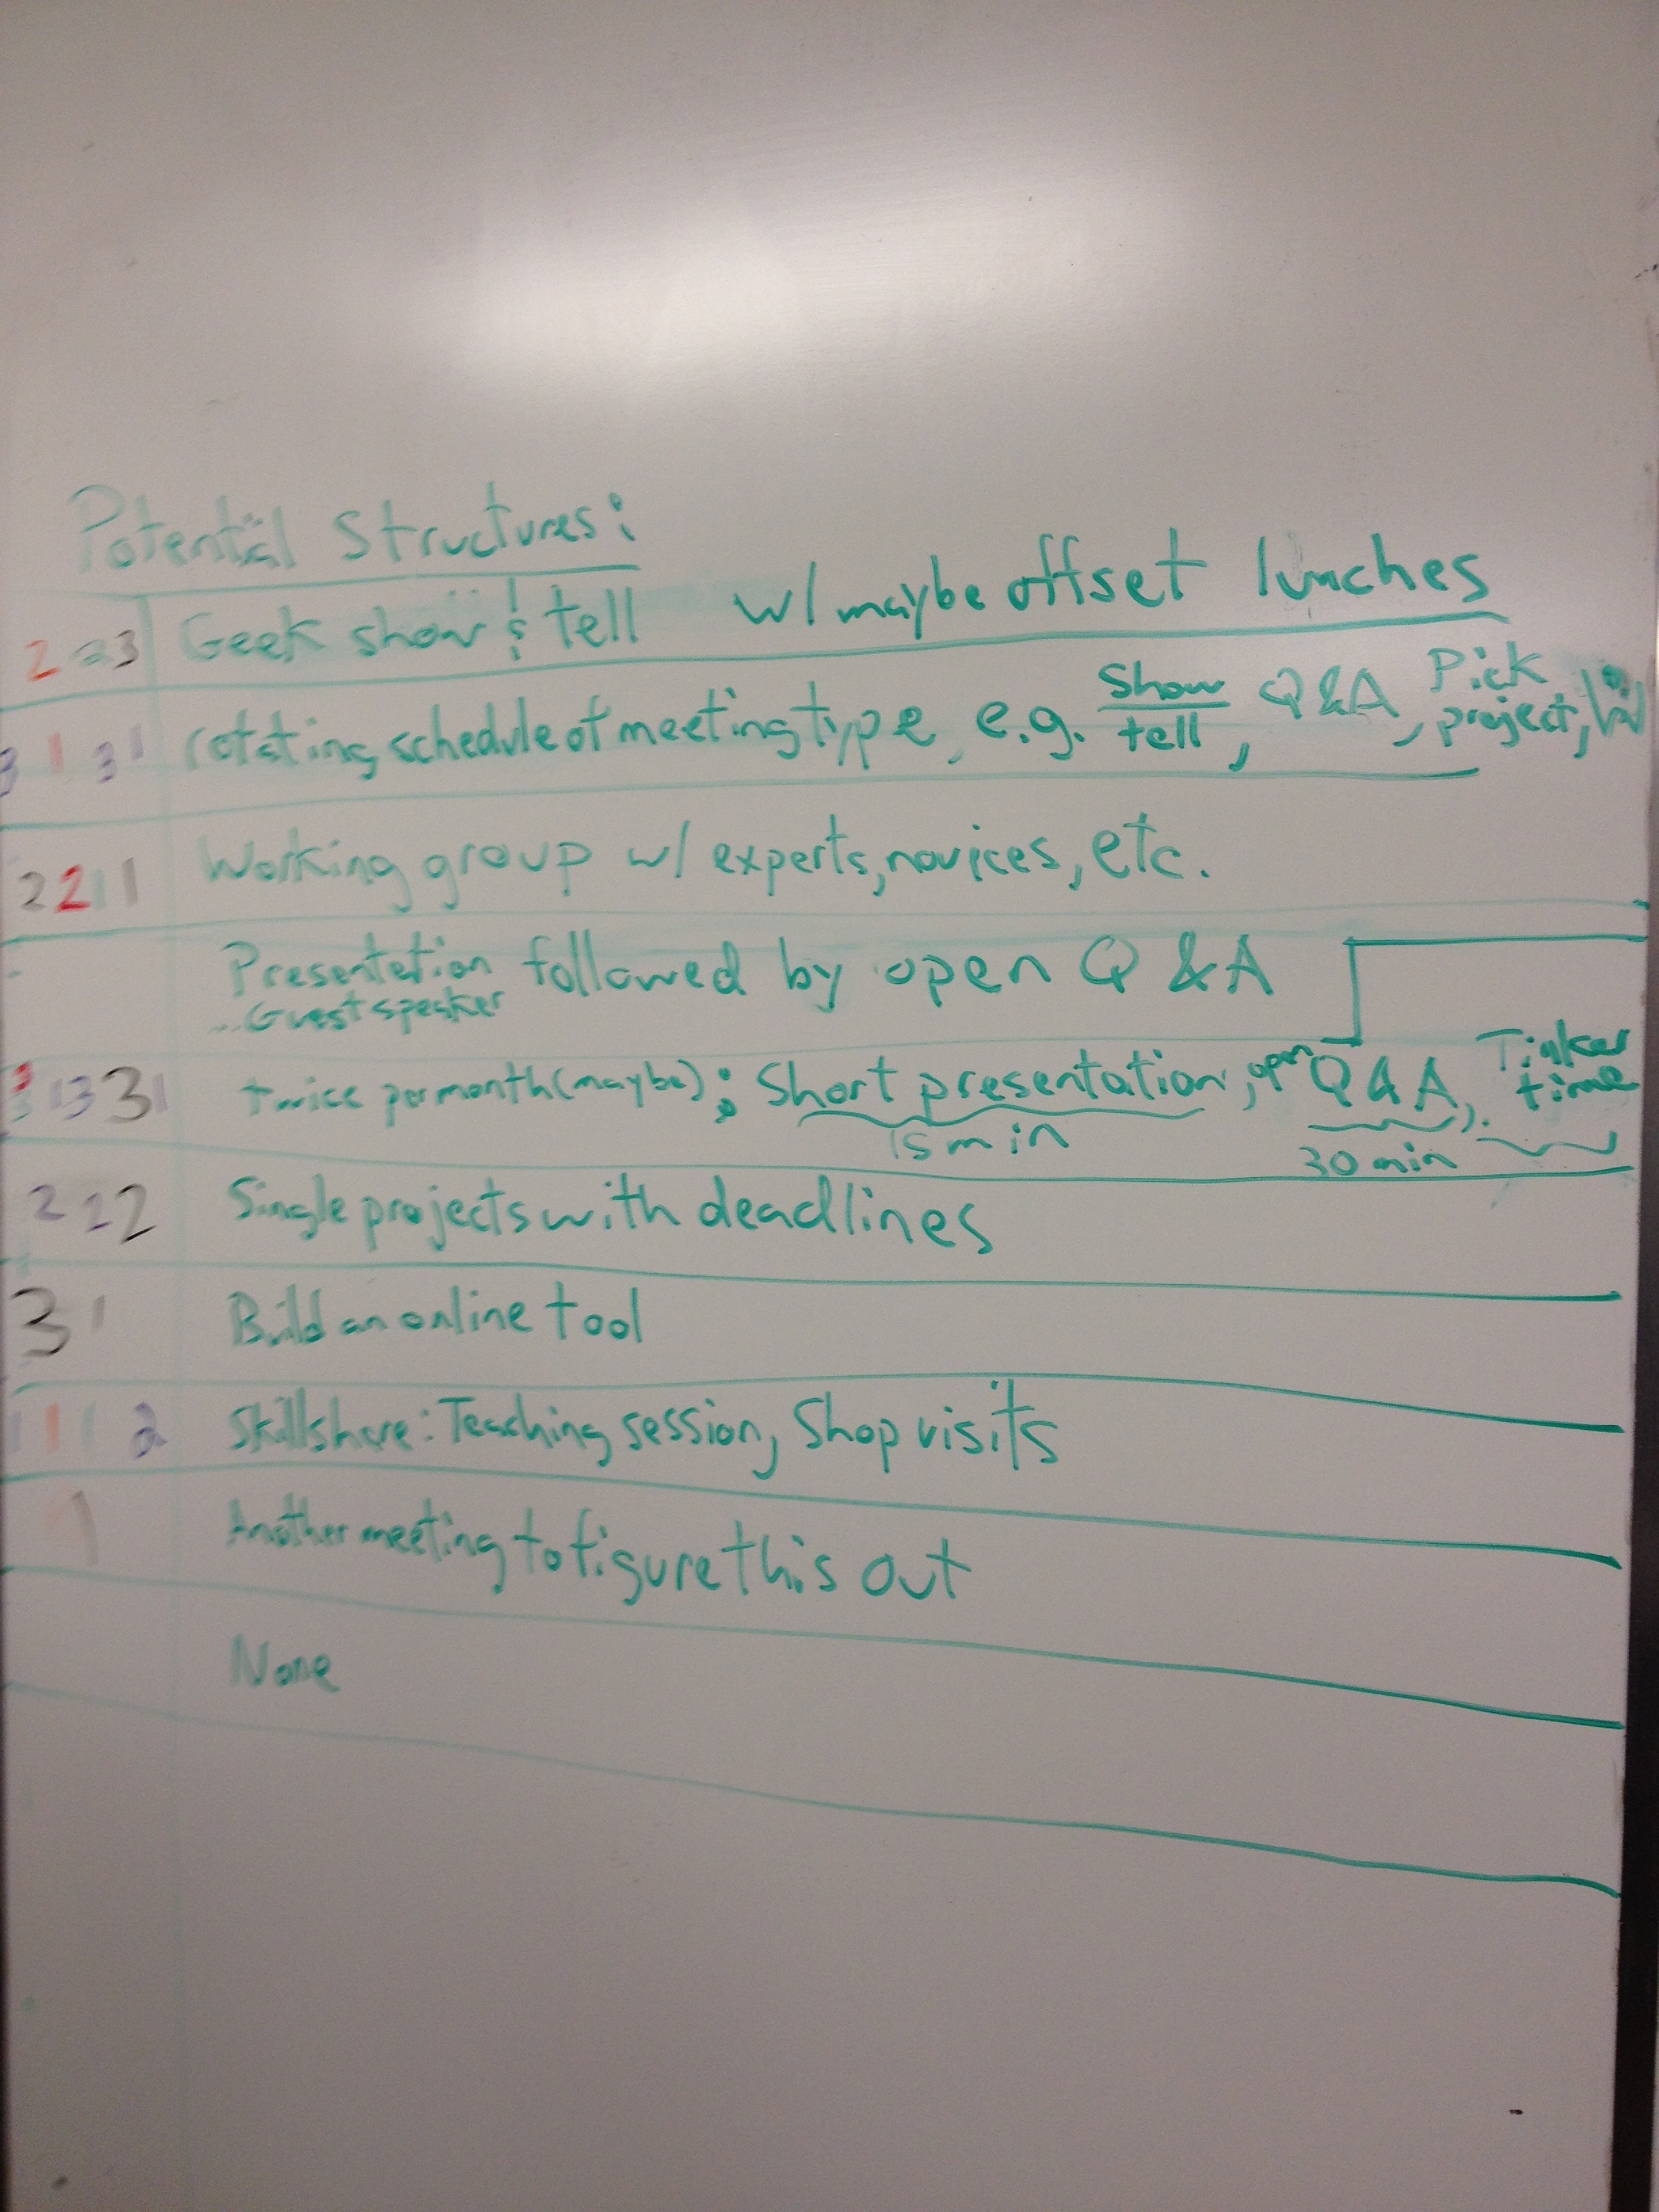 Potential Structures:
2 2 3 Geek show & tell w/ maybe offset lunches
3 1 3 1 rotating schedule of meeting type, e.g. Show/tell, Q&A, Pick project,
2 2 1 1 Working group w/ experts, novices, etc.
Presentation followed by open Q & A
...Guest speaker
3 3 1 3 3 1 twice per month (maybe): Short presentation, open Q & A, Tinker time
15 min 30 min
2 2 2 Single projects with deadlines
3 1 Build an online tool
1 1 1 2 Skillshare: Teaching session, Shop visits
1 Another meeting to figure this out
None